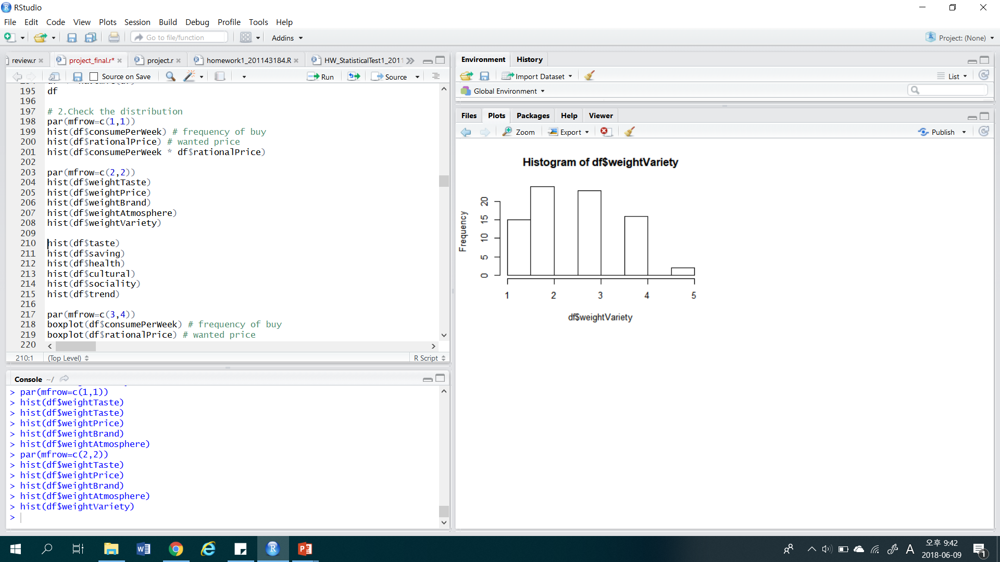 RStudio
File Edit Code View Plots Session Build Debug Profile Tools Help
Go to file/function Addins Project: (None)
review.r project_final.r* project.r homework1_201143184.R HW_StatisticalTest1_201
Source on Save Run Source
195 df
196
197 # 2.Check the distribution
198 par(mfrow=c(1,1))
199 hist(df$consumePerWeek) # frequency of buy
200 hist(df$rationalPrice) # wanted price
201 hist(df$consumePerWeek * df$rationalPrice)
202
203 par(mfrow=c(2,2))
204 hist(df$weightTaste)
205 hist(df$weightPrice)
206 hist(df$weightBrand)
207 hist(df$weightAtmosphere)
208 hist(df$weightVariety)
209
210 hist(df$taste)
211 hist(df$saving)
212 hist(df$health)
213 hist(df$cultural)
214 hist(df$sociality)
215 hist(df$trend)
216
217 par(mfrow=c(3,4))
218 boxplot(df$consumePerWeek) # frequency of buy
219 boxplot(df$rationalPrice) # wanted price
220
210:1 (Top Level) R Script
Console ~/
> par(mfrow=c(1,1))
> hist(df$weightTaste)
> hist(df$weightTaste)
> hist(df$weightPrice)
> hist(df$weightBrand)
> hist(df$weightAtmosphere)
> par(mfrow=c(2,2))
> hist(df$weightTaste)
> hist(df$weightPrice)
> hist(df$weightBrand)
> hist(df$weightAtmosphere)
> hist(df$weightVariety)
>
Environment History
Import Dataset List
Global Environment
Files Plots Packages Help Viewer
Zoom Export Publish
Histogram of df$weightVariety
Frequency
20
15
10
5
0
1 2 3 4 5
df$weightVariety
A 오후 9:42
2018-06-09
1